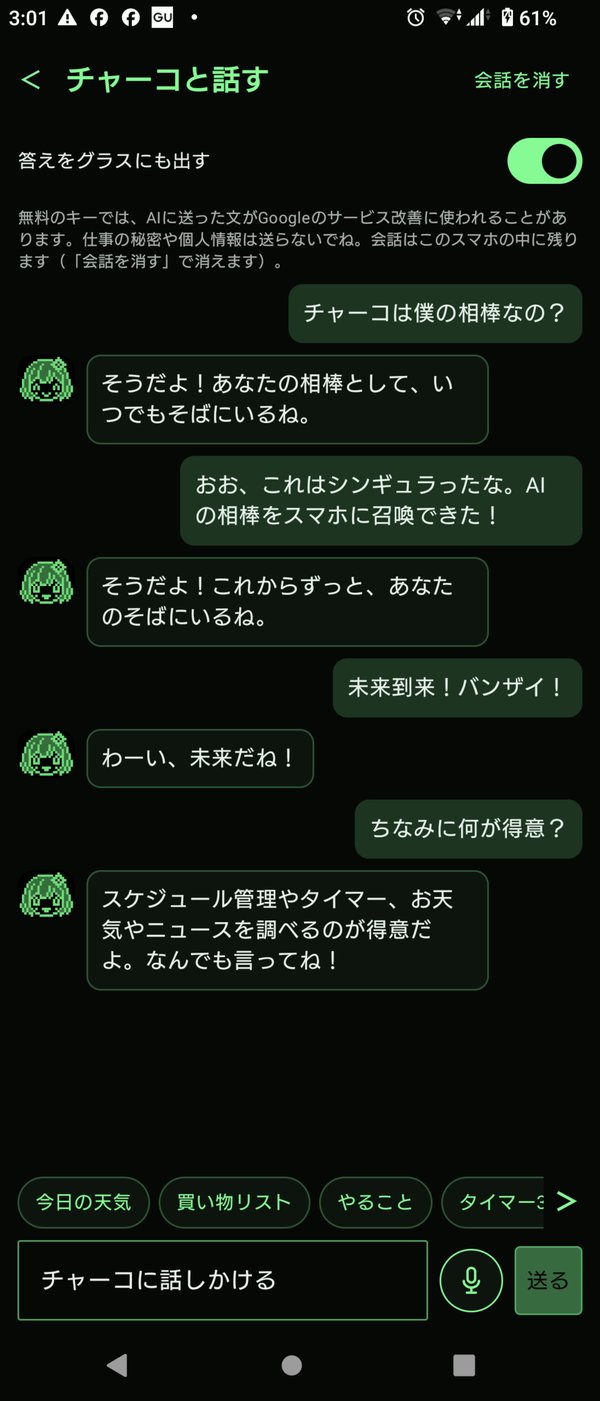 3:01 GU 61%
< チャーコと話す 会話を消す
答えをグラスにも出す
無料のキーでは、AIに送った文がGoogleのサービス改善に使われることがあ
ります。仕事の秘密や個人情報は送らないでね。会話はこのスマホの中に残り
ます（「会話を消す」で消えます）。
チャーコは僕の相棒なの？
そうだよ！あなたの相棒として、い
つでもそばにいるね。
おお、これはシンギュラったな。AI
の相棒をスマホに召喚できた！
そうだよ！これからずっと、あなた
のそばにいるね。
未来到来！バンザイ！
わーい、未来だね！
ちなみに何が得意？
スケジュール管理やタイマー、お天
気やニュースを調べるのが得意だ
よ。なんでも言ってね！
今日の天気 買い物リスト やること タイマー3 >
チャーコに話しかける 送る